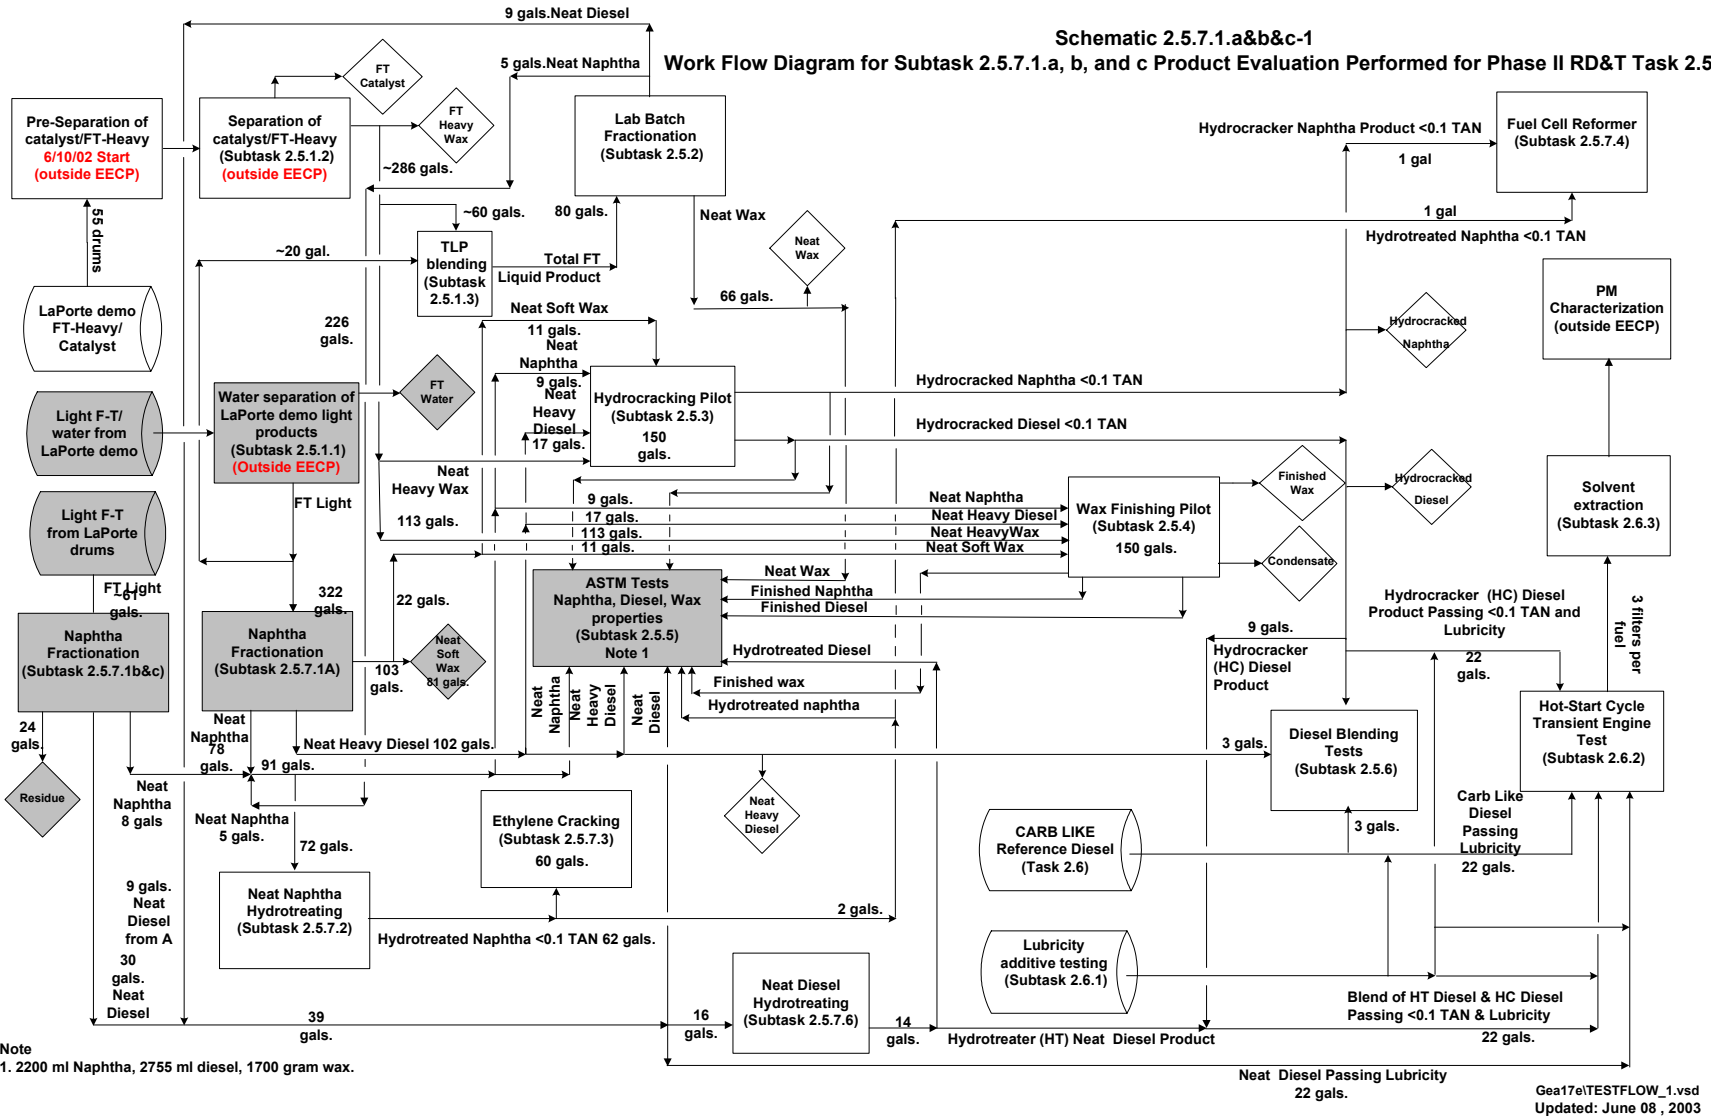 9 gals.Neat Diesel
Schematic 2.5.7.1.a&b&c-1
Work Flow Diagram for Subtask 2.5.7.1.a, b, and c Product Evaluation Performed for Phase II RD&T Task 2.5
5 gals.Neat Naphtha
FT
Catalyst
FT
Heavy
Wax
Pre-Separation of
catalyst/FT-Heavy
6/10/02 Start
(outside EECP)
Separation of
catalyst/FT-Heavy
(Subtask 2.5.1.2)
(outside EECP)
Lab Batch
Fractionation
(Subtask 2.5.2)
Hydrocracker Naphtha Product <0.1 TAN
1 gal
Fuel Cell Reformer
(Subtask 2.5.7.4)
~286 gals.
55 drums
~60 gals.
80 gals.
Neat Wax
1 gal
Hydrotreated Naphtha <0.1 TAN
~20 gal.
TLP
blending
(Subtask
2.5.1.3)
Total FT
Liquid Product
Neat
Wax
66 gals.
PM
Characterization
(outside EECP)
LaPorte demo
FT-Heavy/
Catalyst
226
gals.
Neat Soft Wax
11 gals.
Neat
Naphtha
9 gals.
Neat
Heavy
Diesel
17 gals.
Hydrocracked
Naphtha
FT
Water
Water separation of
LaPorte demo light
products
(Subtask 2.5.1.1)
(Outside EECP)
Light F-T/
water from
LaPorte demo
Hydrocracking Pilot
(Subtask 2.5.3)
150
gals.
Hydrocracked Naphtha <0.1 TAN
Hydrocracked Diesel <0.1 TAN
Neat
Heavy Wax
FT Light
Light F-T
from LaPorte
drums
113 gals.
9 gals.
17 gals.
113 gals.
11 gals.
Neat Naphtha
Neat Heavy Diesel
Neat HeavyWax
Neat Soft Wax
Wax Finishing Pilot
(Subtask 2.5.4)
150 gals.
Finished
Wax
Hydrocracked
Diesel
Condensate
Solvent
extraction
(Subtask 2.6.3)
FT Light
~61
gals.
322
gals.
22 gals.
ASTM Tests
Naphtha, Diesel, Wax
properties
(Subtask 2.5.5)
Note 1
Neat Wax
Finished Naphtha
Finished Diesel
Hydrocracker (HC) Diesel
Product Passing <0.1 TAN and
Lubricity
3 filters per
fuel
Naphtha
Fractionation
(Subtask 2.5.7.1b&c)
Naphtha
Fractionation
(Subtask 2.5.7.1A)
Neat
Soft
Wax
81 gals.
103
gals.
Hydrotreated Diesel
Finished wax
Hydrotreated naphtha
9 gals.
Hydrocracker
(HC) Diesel
Product
22
gals.
Neat
Naphtha
Neat
Heavy
Diesel
Neat
Diesel
Hot-Start Cycle
Transient Engine
Test
(Subtask 2.6.2)
24
gals.
Neat
Naphtha
78
gals.
Neat Heavy Diesel 102 gals.
91 gals.
3 gals.
Diesel Blending
Tests
(Subtask 2.5.6)
Residue
Neat
Naphtha
8 gals
Neat Naphtha
5 gals.
Neat
Heavy
Diesel
Ethylene Cracking
(Subtask 2.5.7.3)
60 gals.
72 gals.
CARB LIKE
Reference Diesel
(Task 2.6)
3 gals.
Carb Like
Diesel
Passing
Lubricity
22 gals.
9 gals.
Neat
Diesel
from A
30
gals.
Neat
Diesel
Neat Naphtha
Hydrotreating
(Subtask 2.5.7.2)
Hydrotreated Naphtha <0.1 TAN 62 gals.
2 gals.
Lubricity
additive testing
(Subtask 2.6.1)
39
gals.
16
gals.
Neat Diesel
Hydrotreating
(Subtask 2.5.7.6)
14
gals.
Hydrotreater (HT) Neat Diesel Product
Blend of HT Diesel & HC Diesel
Passing <0.1 TAN & Lubricity
22 gals.
Note
1. 2200 ml Naphtha, 2755 ml diesel, 1700 gram wax.
Neat Diesel Passing Lubricity
22 gals.
Gea17e\TESTFLOW_1.vsd
Updated: June 08 , 2003